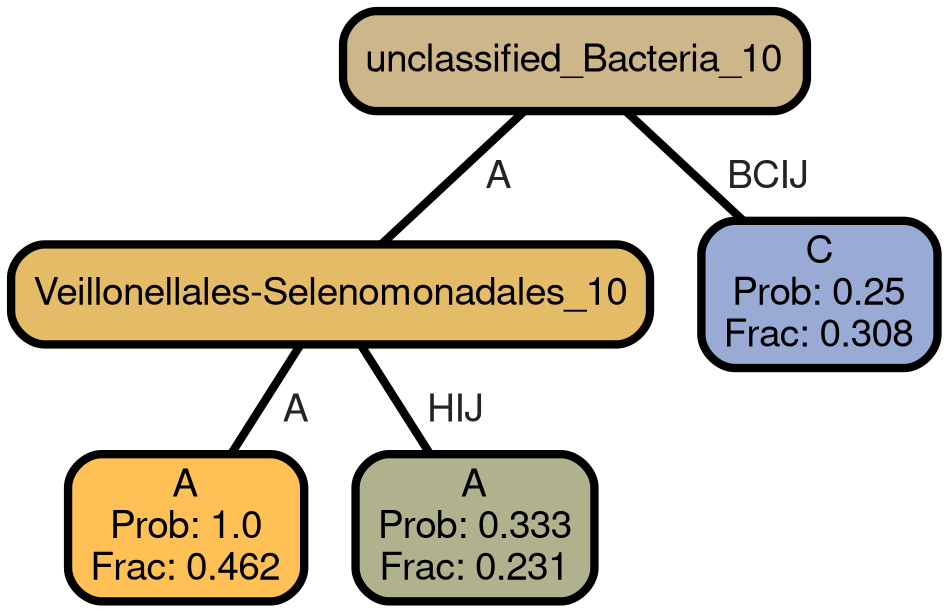 unclassified_Bacteria_10
A
BCIJ
Veillonellales-Selenomonadales_10
C
Prob: 0.25
Frac: 0.308
A
HIJ
A
Prob: 1.0
Frac: 0.462
A
Prob: 0.333
Frac: 0.231